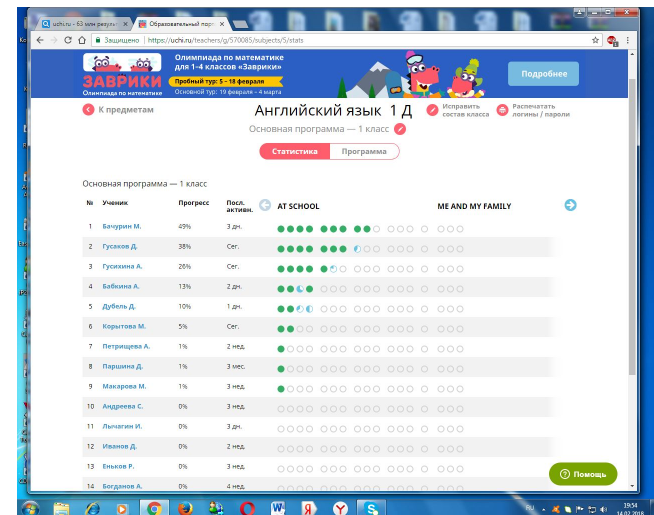 uchi.ru - 63 млн резуль
Образовательный порт
Защищено | https://uchi.ru/teachers/g/570085/subjects/5/stats
ЗАВРИКИ
Олимпиада по математике
Олимпиада по математике
для 1–4 классов «Заврики»
Пробный тур: 5 – 18 февраля
Основной тур: 19 февраля – 4 марта
Подробнее
К предметам
Английский язык 1 Д
Исправить
состав класса
Распечатать
логины / пароли
Основная программа — 1 класс
Статистика
Программа
Основная программа — 1 класс
№ Ученик Прогресс Посл. активн. AT SCHOOL ME AND MY FAMILY
1 Бачурин М. 49% 3 дн.
2 Гусаков Д. 38% Сег.
3 Гусихина А. 26% Сег.
4 Бабкина А. 13% 2 дн.
5 Дубель Д. 10% 1 дн.
6 Корытова М. 5% Сег.
7 Петрищева А. 1% 2 нед.
8 Паршина Д. 1% 3 мес.
9 Макарова М. 1% 3 нед.
10 Андреева С. 0% 3 нед.
11 Лычагин И. 0% 3 дн.
12 Иванов Д. 0% 2 нед.
13 Еньков Р. 0% 3 нед.
14 Богданов А. 0% 4 нед.
Помощь
RU
19:54
14.02.2018